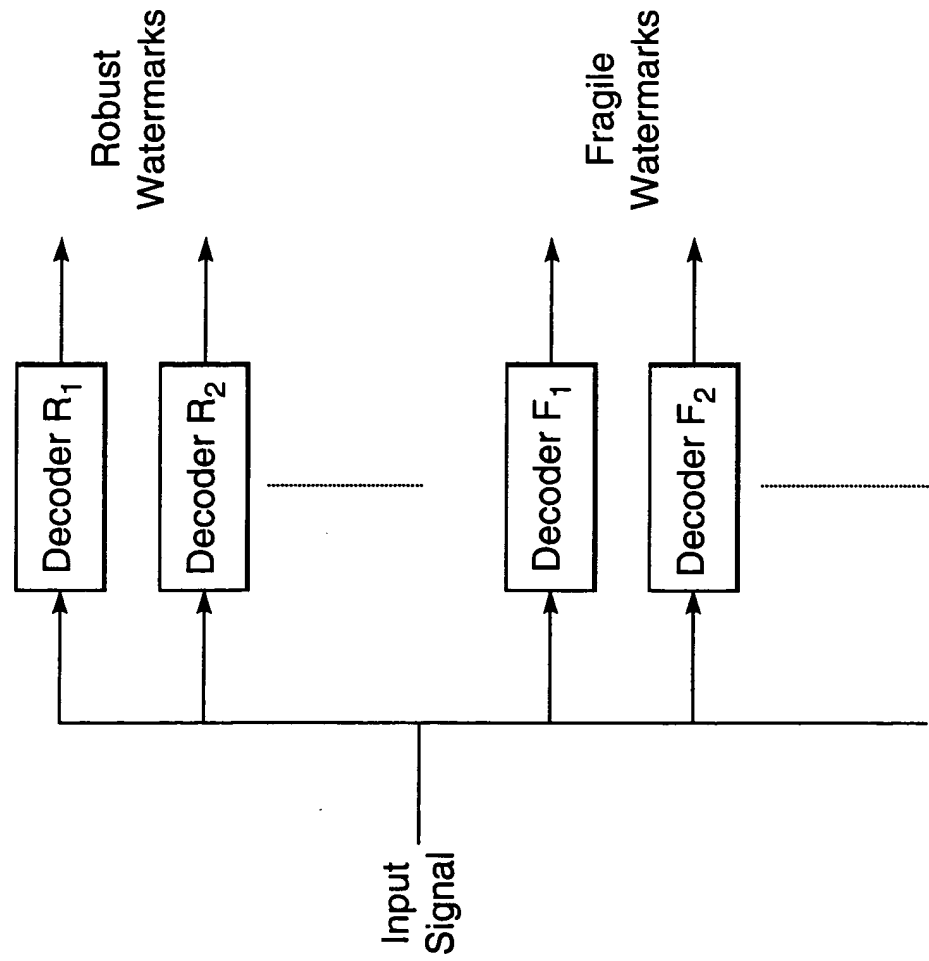 Input
Signal
Decoder R₁
Decoder R₂
Robust
Watermarks
Decoder F₁
Decoder F₂
Fragile
Watermarks